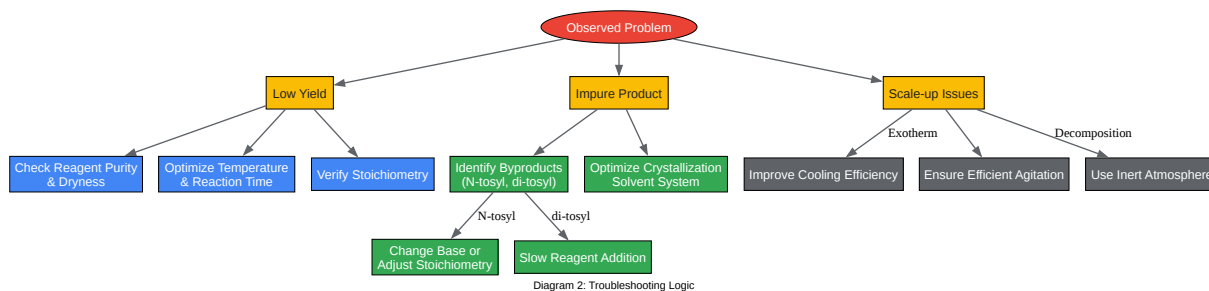 Observed Problem
Low Yield
Impure Product
Scale-up Issues
Exotherm
Decomposition
Check Reagent Purity
& Dryness
Optimize Temperature
& Reaction Time
Verify Stoichiometry
Identify Byproducts
(N-tosyl, di-tosyl)
Optimize Crystallization
Solvent System
Improve Cooling Efficiency
Ensure Efficient Agitation
Use Inert Atmosphere
N-tosyl
di-tosyl
Change Base or
Adjust Stoichiometry
Slow Reagent Addition
Diagram 2: Troubleshooting Logic